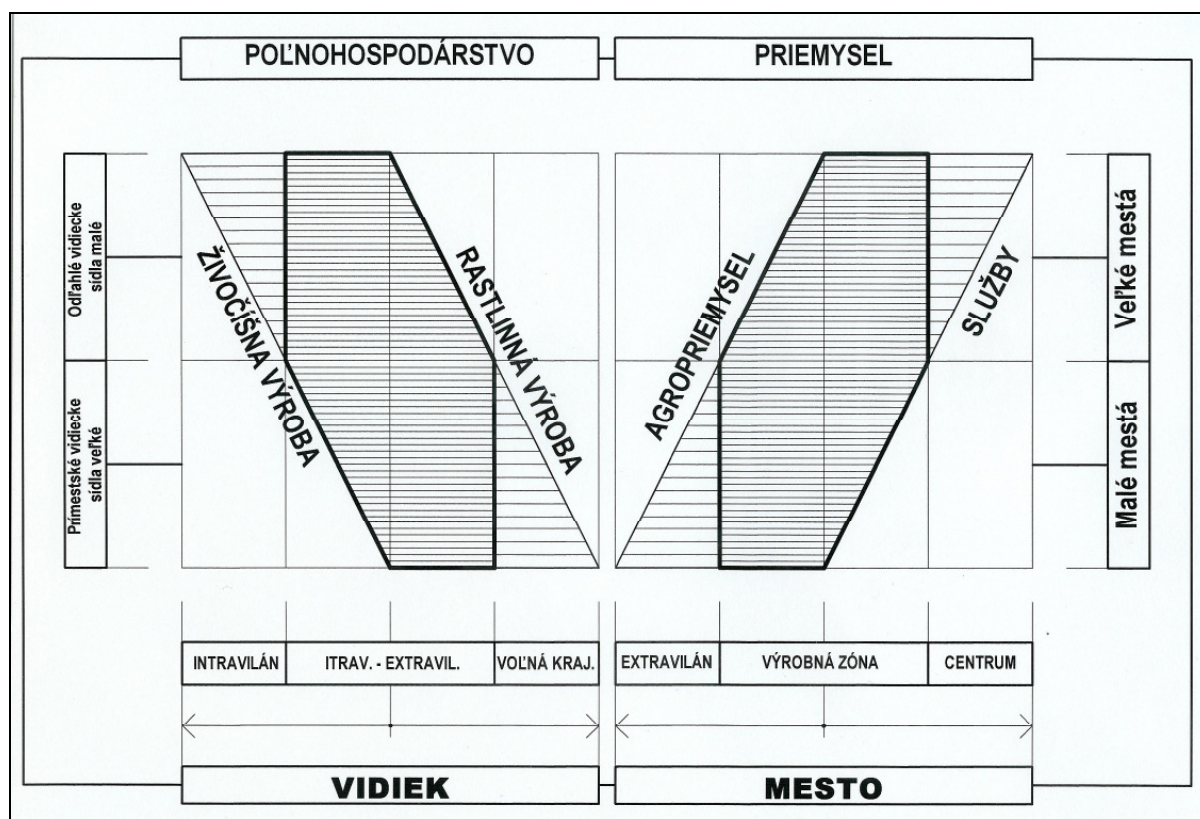 POĽNOHOSPODÁRSTVO
PRIEMYSEL
Odľahlé vidiecke
sídla malé
Prímestské vidiecke
sídla veľké
ŽIVOČÍŠNA VÝROBA
RASTLINNÁ VÝROBA
AGROPRIEMYSEL
SLUŽBY
Veľké mestá
Malé mestá
INTRAVILÁN
ITRAV. - EXTRAVIL.
VOĽNÁ KRAJ.
EXTRAVILÁN
VÝROBNÁ ZÓNA
CENTRUM
VIDIEK
MESTO